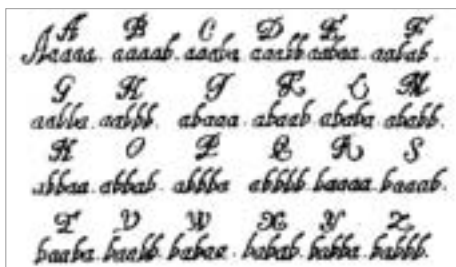 A B C D E F
Aaaaa aaaab. aaaba. aaabb. aabaa. aabab.
G H I K L M
aabba. aabbb. abaaa. abaab. ababa. ababb.
N O P Q R S
abbaa. abbab. abbba. abbbb. baaaa. baaab.
T V W X Y Z
baaba. baabb. babaa. babab. babba. babbb.